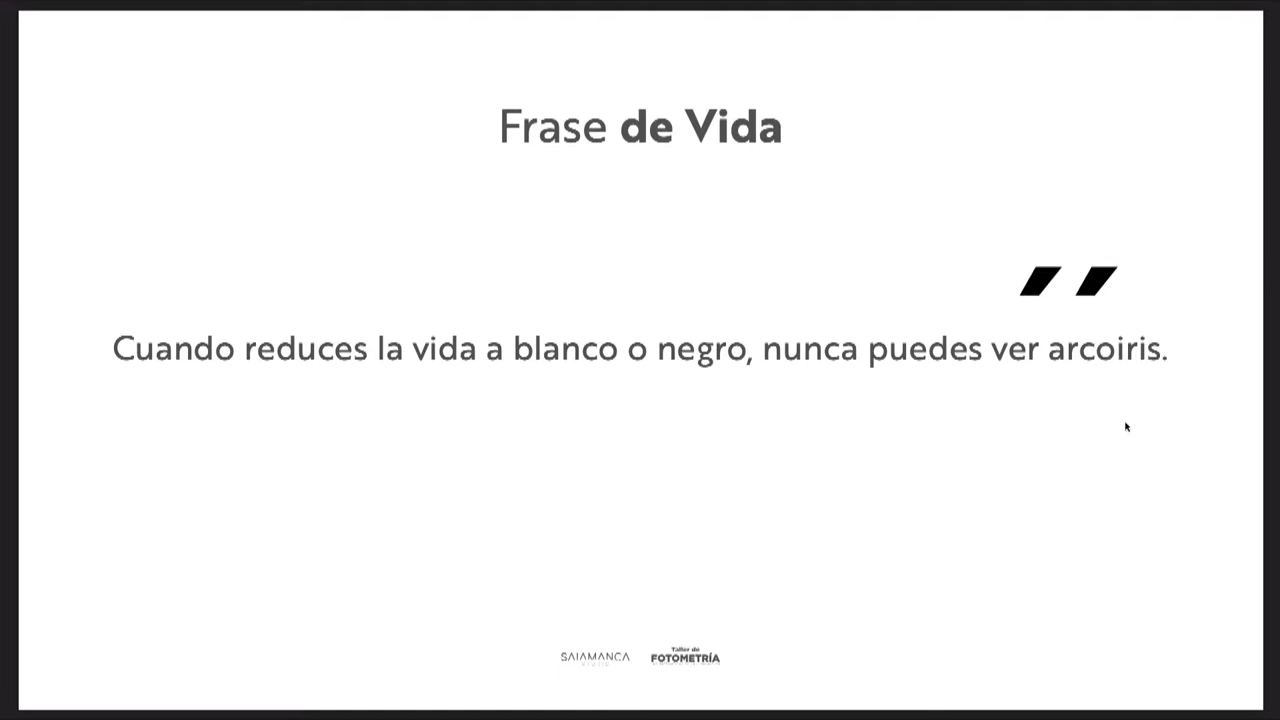 Frase de Vida
"
Cuando reduces la vida a blanco o negro, nunca puedes ver arcoiris.
SALAMANCA
Taller de
FOTOMETRÍA